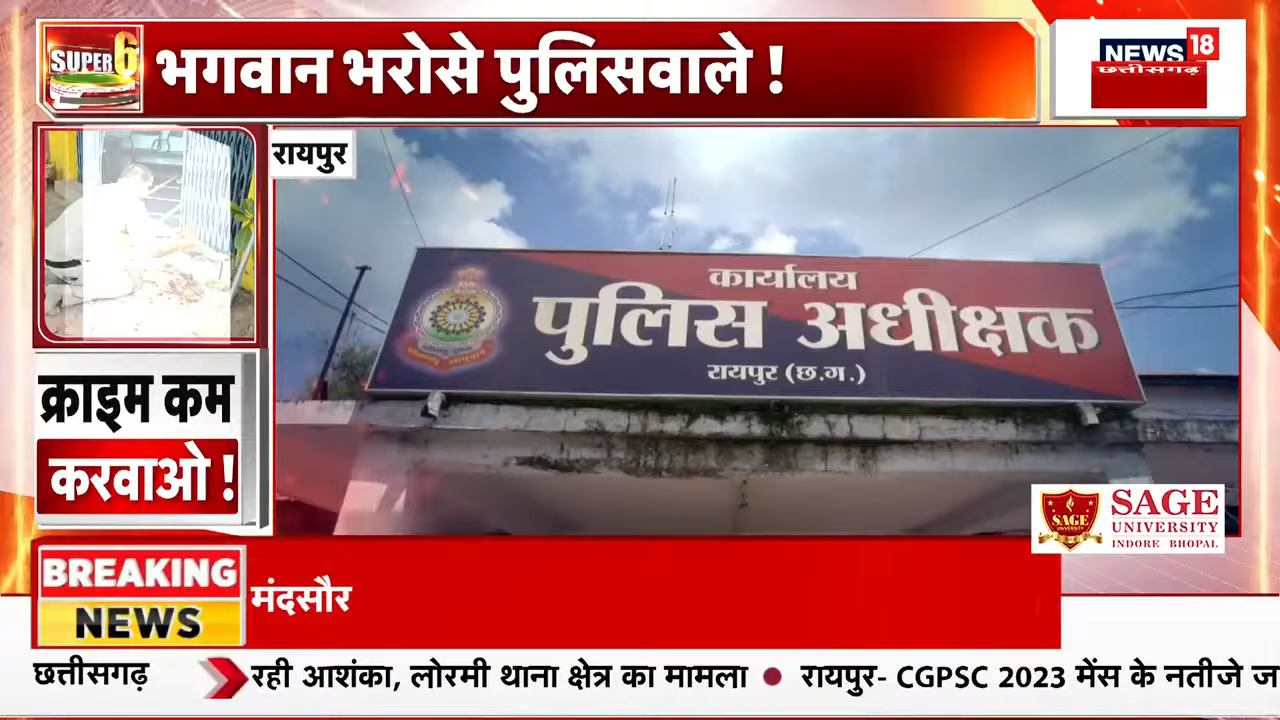 SUPER 6
भगवान भरोसे पुलिसवाले !
NEWS 18
छत्तीसगढ़
रायपुर
कार्यालय
पुलिस अधीक्षक
रायपुर (छ.ग.)
क्राइम कम
करवाओ !
SAGE
SAGE
UNIVERSITY
INDORE BHOPAL
BREAKING
NEWS
मंदसौर
छत्तीसगढ़
रही आशंका, लोरमी थाना क्षेत्र का मामला • रायपुर- CGPSC 2023 मेंस के नतीजे ज